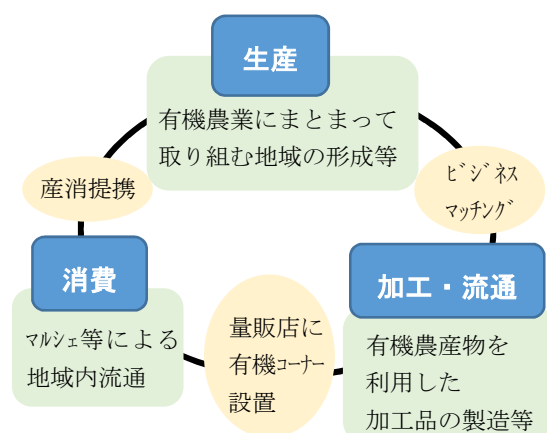 生産
有機農業にまとまって
取り組む地域の形成等
産消提携
ﾋﾞｼﾞﾈｽ
ﾏｯﾁﾝｸﾞ
消費
ﾏﾙｼｪ等による
地域内流通
量販店に
有機ｺｰﾅｰ
設置
加工・流通
有機農産物を
利用した
加工品の製造等